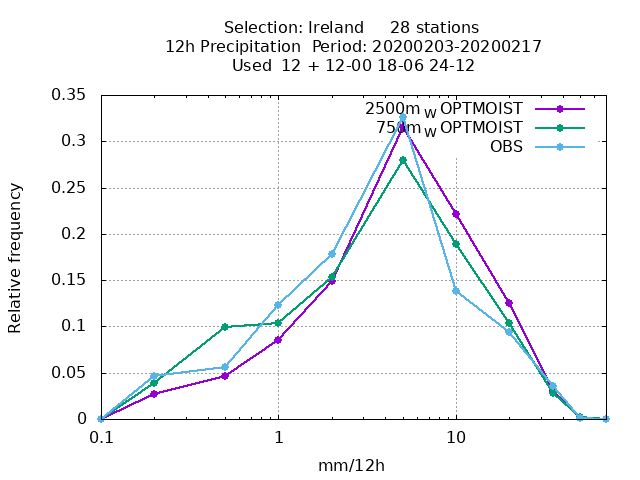 Selection: Ireland 28 stations
12h Precipitation Period: 20200203-20200217
Used 12 + 12-00 18-06 24-12
0.35
0.3
0.25
0.2
0.15
0.1
0.05
0
0.1
1
10
Relative frequency
mm/12h
2500m W OPTMOIST
750m W OPTMOIST
OBS